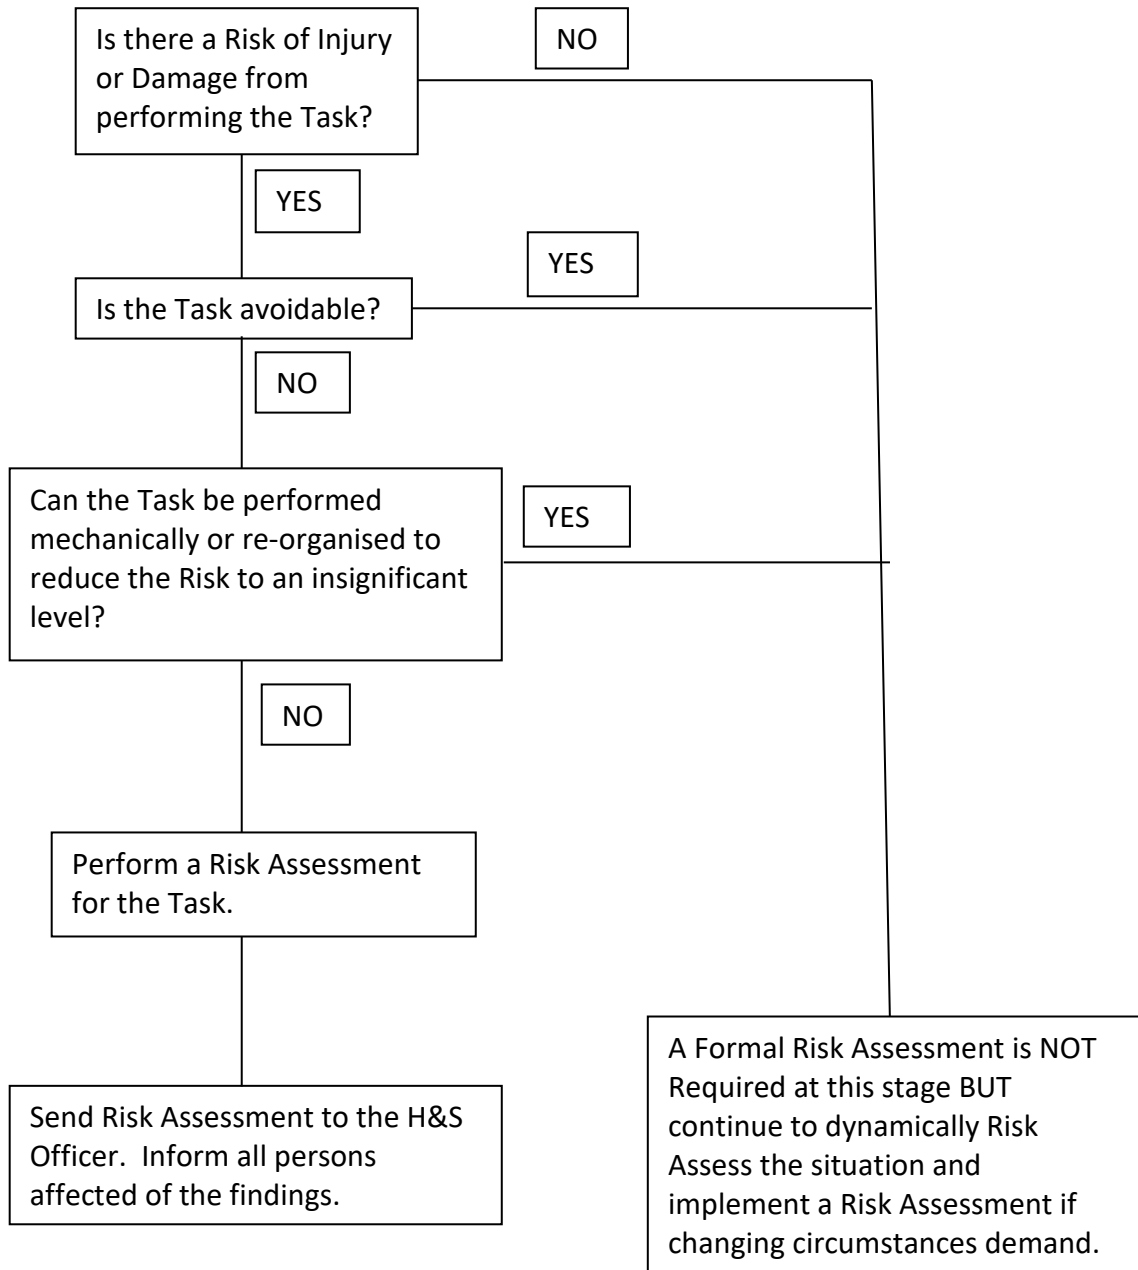 Is there a Risk of Injury
or Damage from
performing the Task?
NO
YES
Is the Task avoidable?
YES
NO
Can the Task be performed
mechanically or re-organised to
reduce the Risk to an insignificant
level?
YES
NO
Perform a Risk Assessment
for the Task.
Send Risk Assessment to the H&S
Officer.  Inform all persons
affected of the findings.
A Formal Risk Assessment is NOT
Required at this stage BUT
continue to dynamically Risk
Assess the situation and
implement a Risk Assessment if
changing circumstances demand.